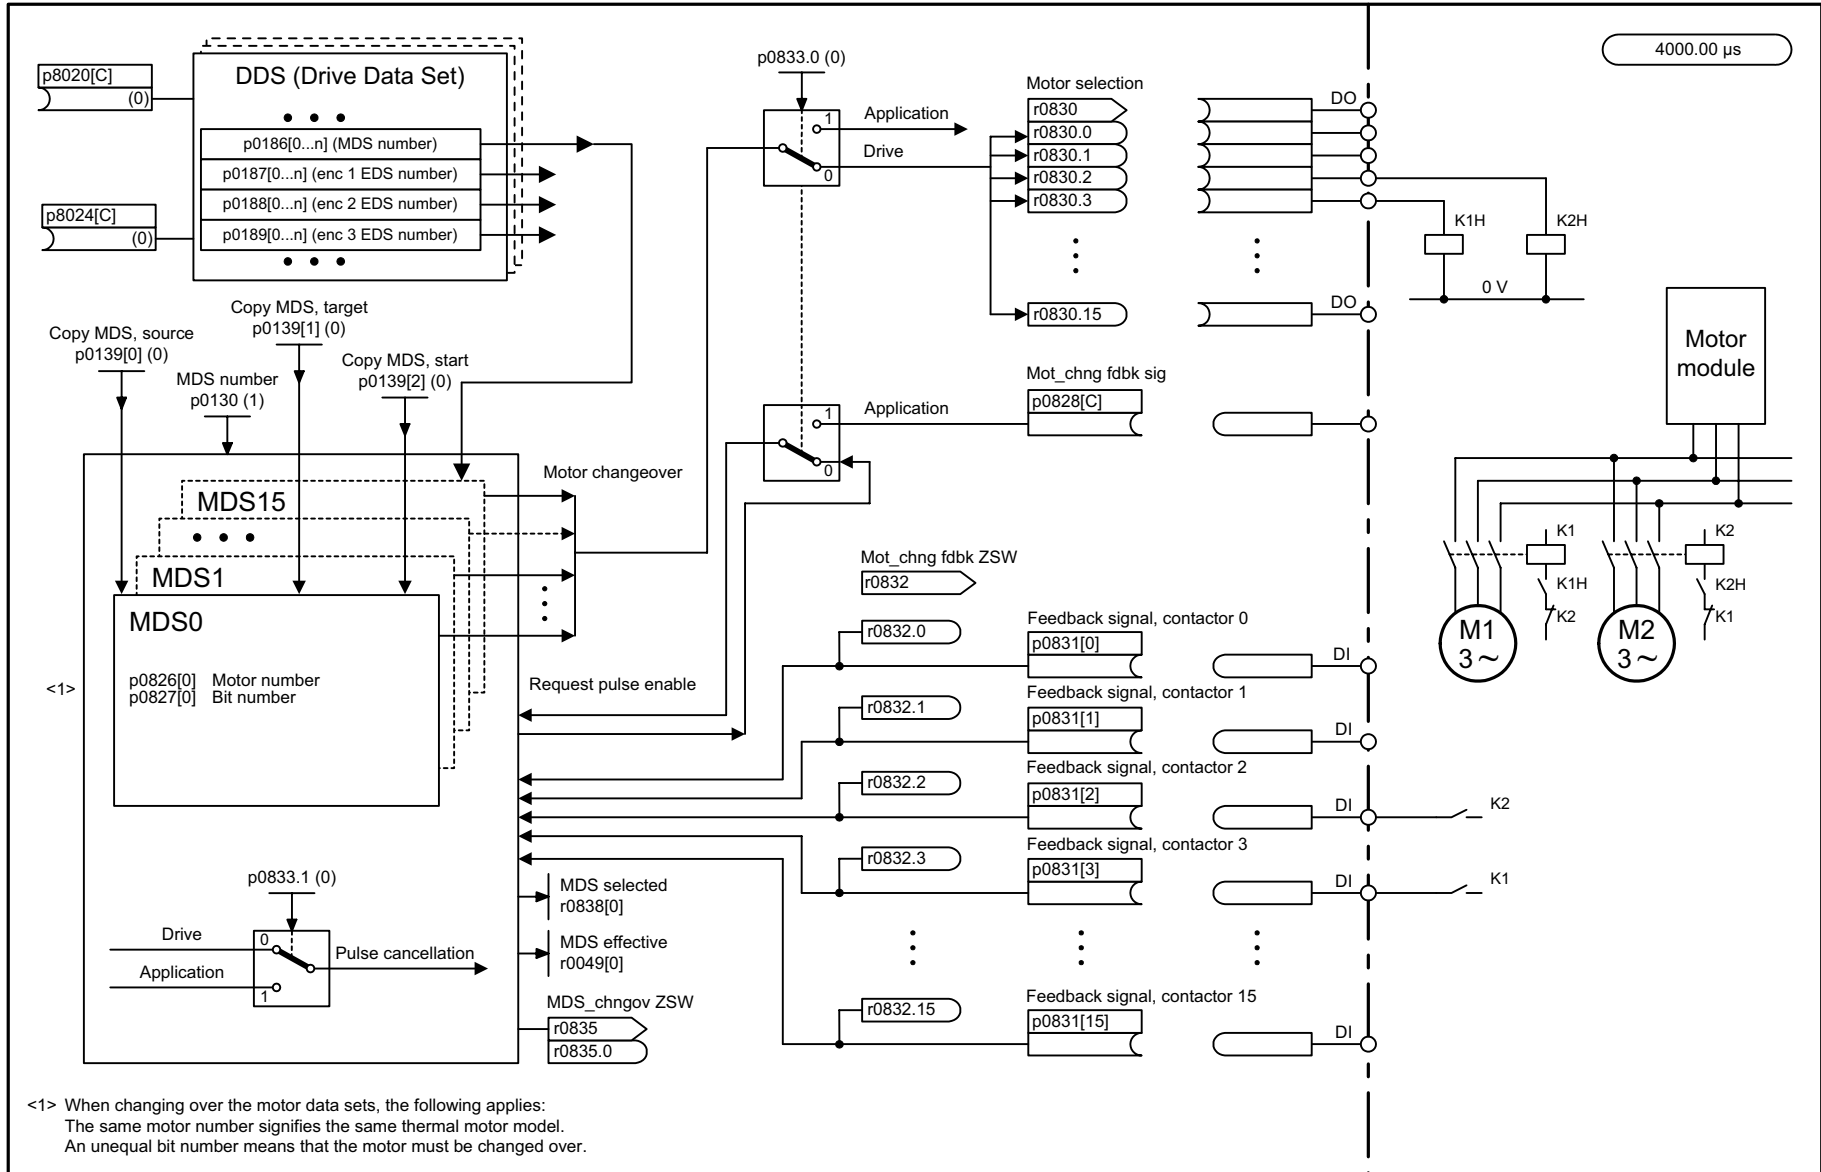 4000.00 µs
p8020[C]
(0)
DDS (Drive Data Set)
p0186[0...n] (MDS number)
p0187[0...n] (enc 1 EDS number)
p0188[0...n] (enc 2 EDS number)
p0189[0...n] (enc 3 EDS number)
p8024[C]
(0)
p0833.0 (0)
1
0
Application
Drive
Motor selection
r0830
r0830.0
r0830.1
r0830.2
r0830.3
r0830.15
DO
DO
K1H
K2H
0 V
Motor
module
Copy MDS, source
p0139[0] (0)
Copy MDS, target
p0139[1] (0)
MDS number
p0130 (1)
Copy MDS, start
p0139[2] (0)
1
0
Application
Mot_chng fdbk sig
p0828[C]
Motor changeover
MDS15
MDS1
MDS0
p0826[0] Motor number
p0827[0] Bit number
<1>
Request pulse enable
Mot_chng fdbk ZSW
r0832
r0832.0
Feedback signal, contactor 0
p0831[0]
DI
r0832.1
Feedback signal, contactor 1
p0831[1]
DI
r0832.2
Feedback signal, contactor 2
p0831[2]
DI
K2
r0832.3
Feedback signal, contactor 3
p0831[3]
DI
K1
r0832.15
Feedback signal, contactor 15
p0831[15]
DI
K1
K1H
K2
M1
3 ~
K2
K2H
K1
M2
3 ~
p0833.1 (0)
Drive
Application
0
1
Pulse cancellation
MDS selected
r0838[0]
MDS effective
r0049[0]
MDS_chngov ZSW
r0835
r0835.0
<1> When changing over the motor data sets, the following applies:
The same motor number signifies the same thermal motor model.
An unequal bit number means that the motor must be changed over.